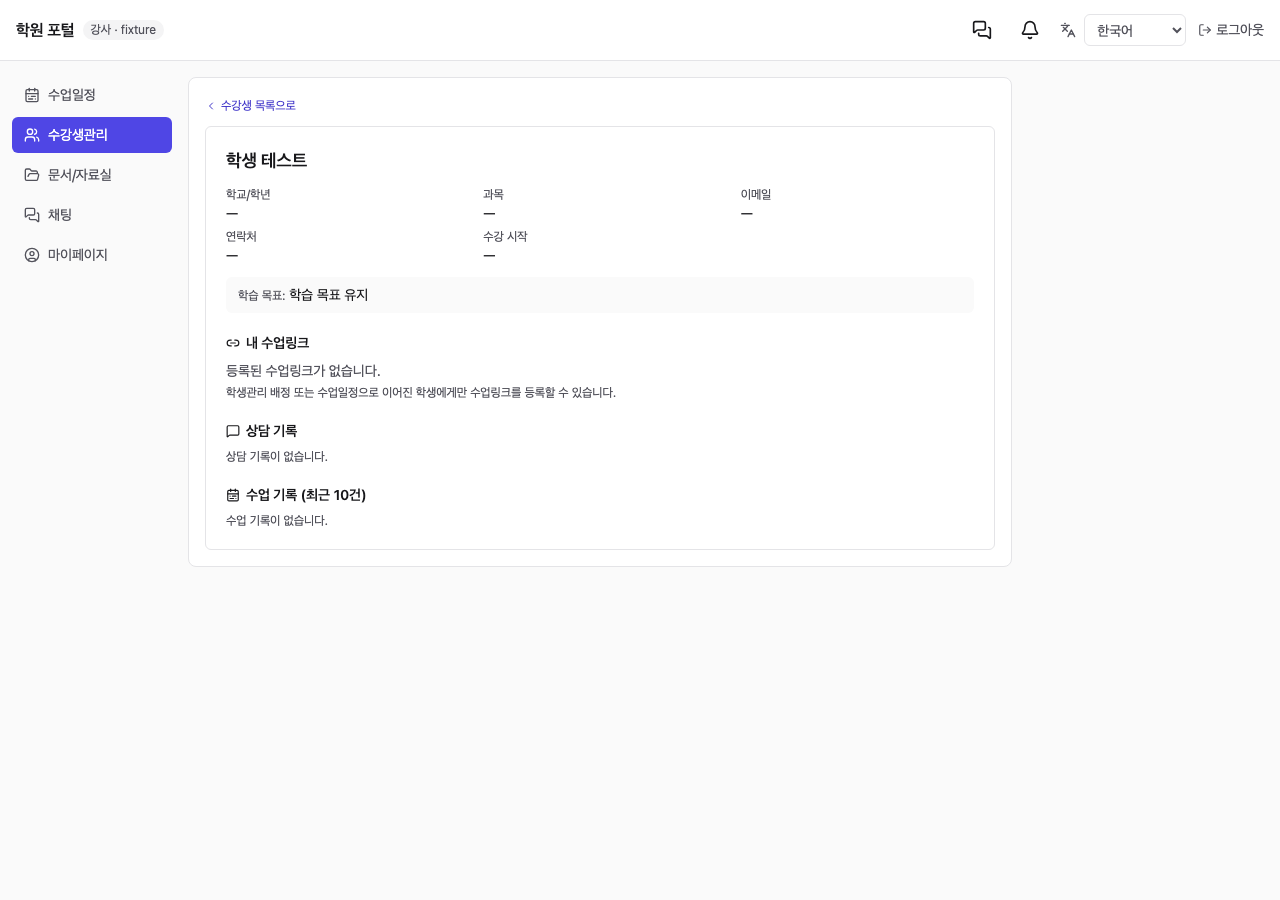 학원 포털
강사 · fixture
한국어
로그아웃
수업일정
수강생관리
문서/자료실
채팅
마이페이지
수강생 목록으로
학생 테스트
학교/학년
과목
이메일
—
—
—
연락처
수강 시작
—
—
학습 목표: 학습 목표 유지
내 수업링크
등록된 수업링크가 없습니다.
학생관리 배정 또는 수업일정으로 이어진 학생에게만 수업링크를 등록할 수 있습니다.
상담 기록
상담 기록이 없습니다.
수업 기록 (최근 10건)
수업 기록이 없습니다.